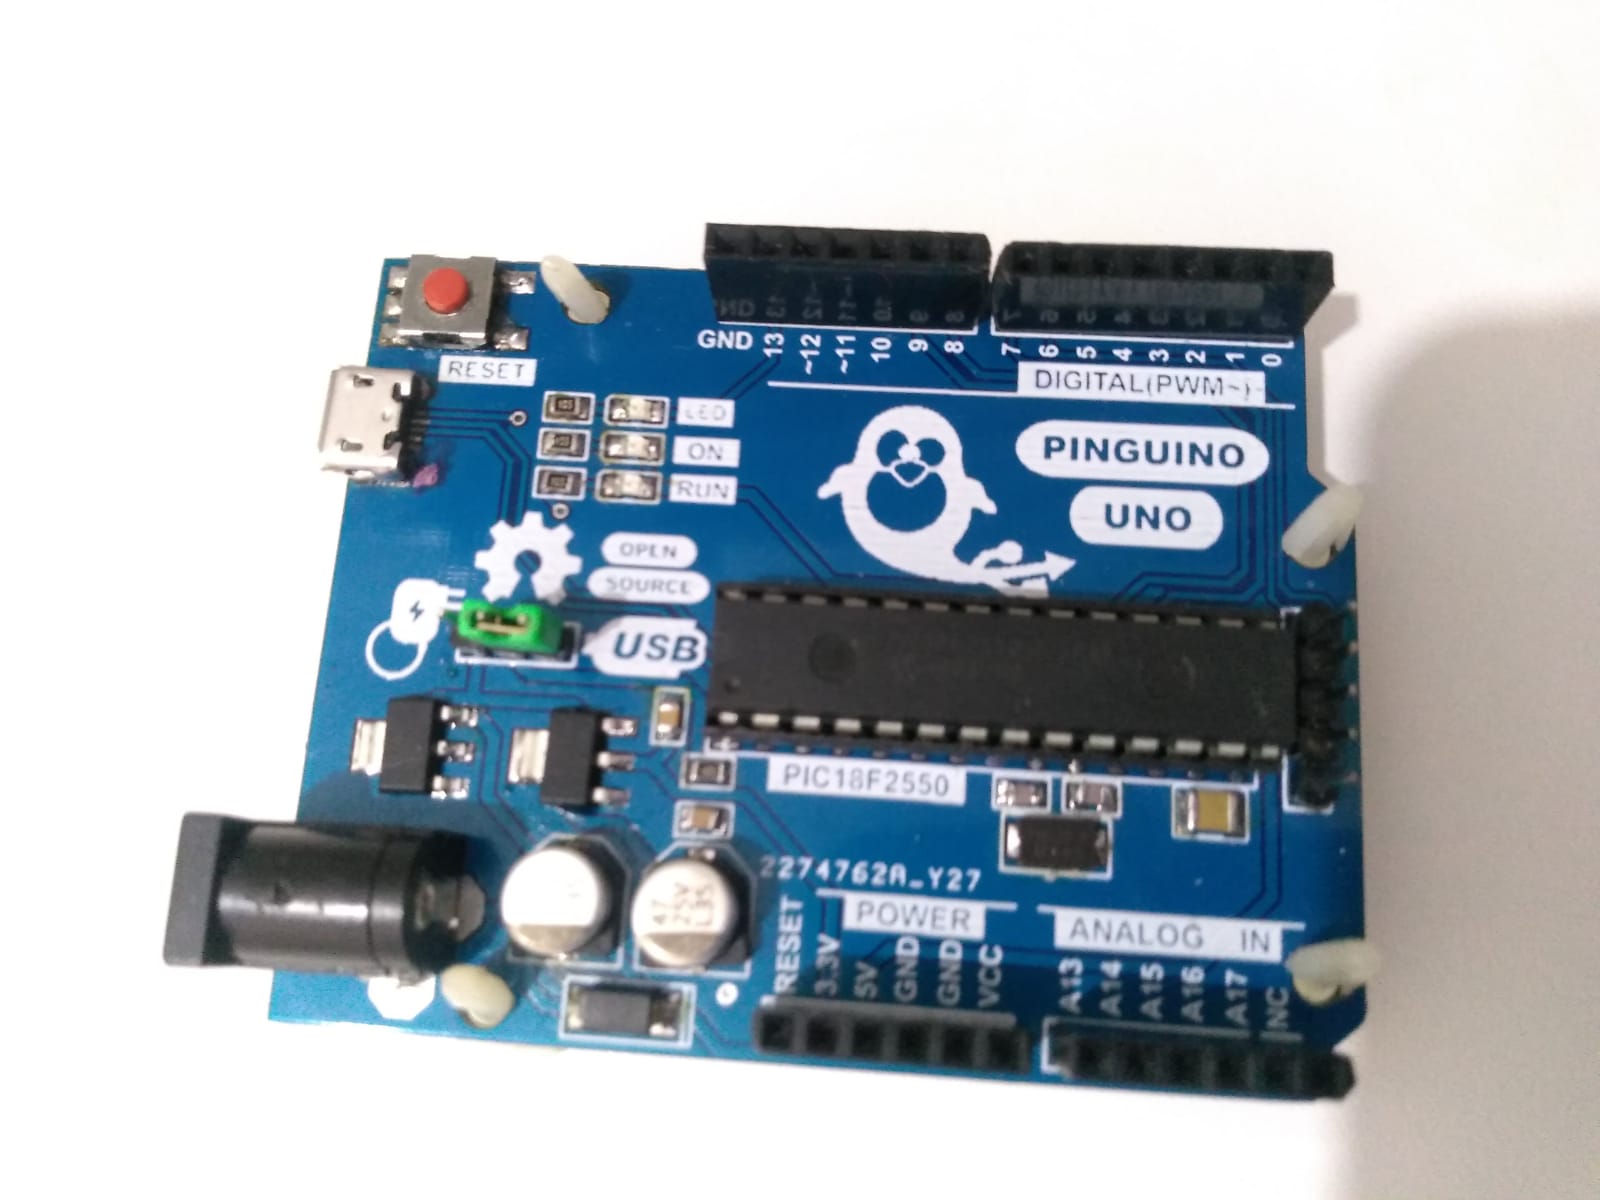 GND 13 ~12 ~11 10 9 8 7 6 5 4 3 2 1 0
RESET
DIGITAL(PWM~)
LED
ON
RUN
PINGUINO
UNO
OPEN
SOURCE
USB
PIC18F2550
2274762A_Y27
47
25V
POWER
ANALOG IN
RESET 3.3V 5V GND GND VCC A13 A14 A15 A16 A17 NC